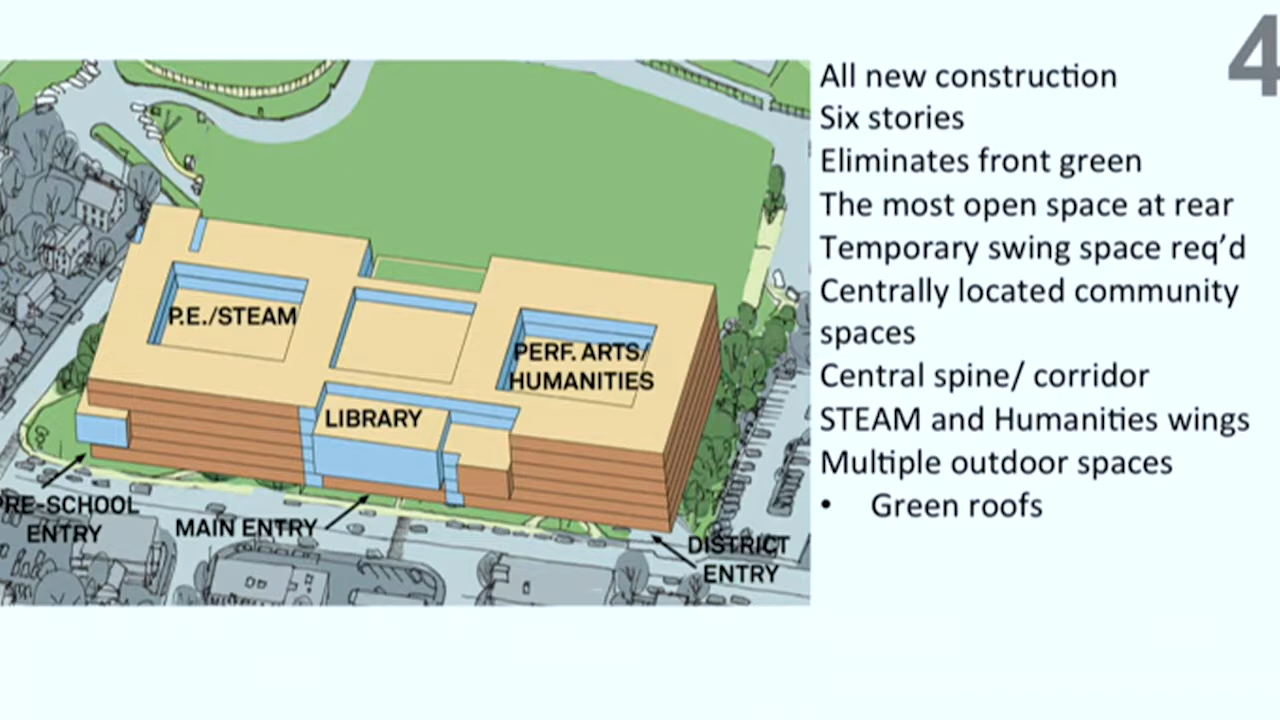 4
All new construction
Six stories
Eliminates front green
The most open space at rear
Temporary swing space req’d
Centrally located community
spaces
Central spine/ corridor
STEAM and Humanities wings
Multiple outdoor spaces
• Green roofs
P.E./STEAM
PERF. ARTS/
HUMANITIES
LIBRARY
PRE-SCHOOL
ENTRY
MAIN ENTRY
DISTRICT
ENTRY